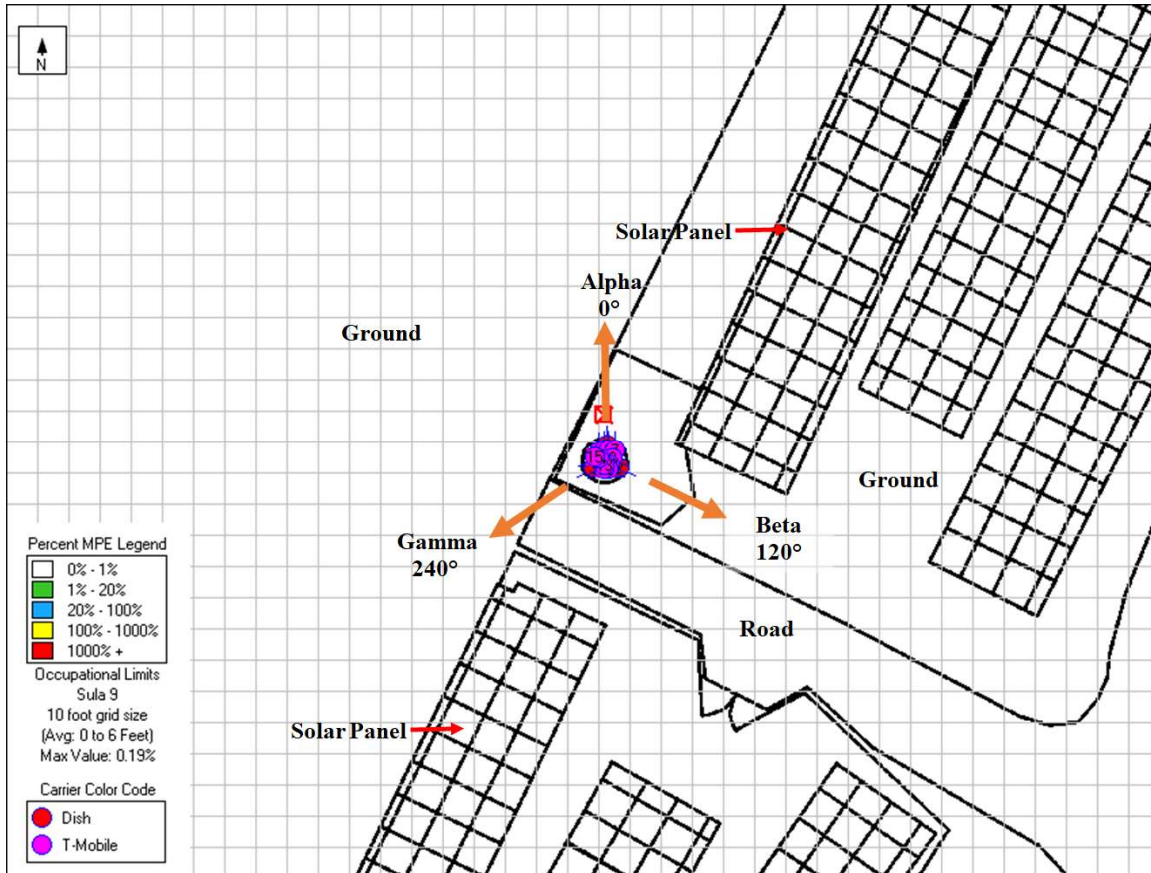 N
Solar Panel
Alpha
0°
Ground
Ground
Beta
120°
Gamma
240°
Road
Solar Panel
Percent MPE Legend
0% - 1%
1% - 20%
20% - 100%
100% - 1000%
1000% +
Occupational Limits
Sula 9
10 foot grid size
(Avg: 0 to 6 Feet)
Max Value: 0.19%
Carrier Color Code
Dish
T-Mobile